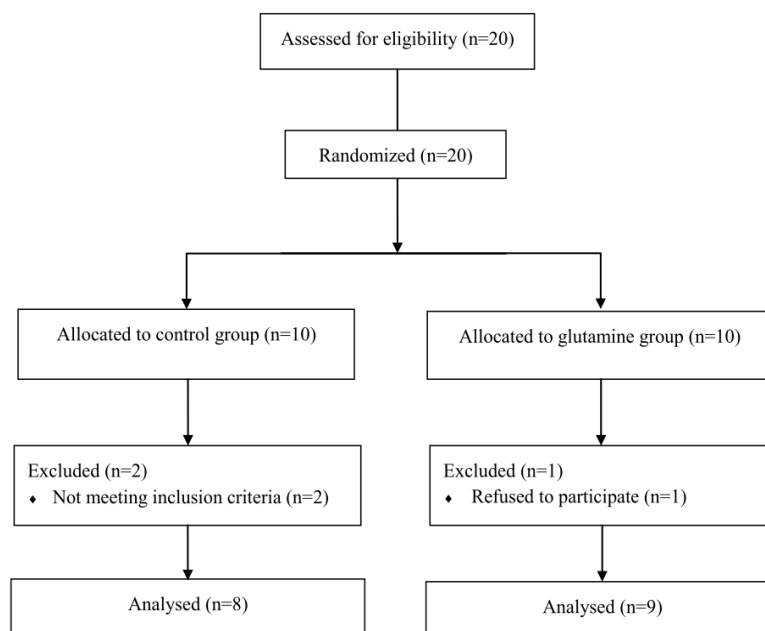 Assessed for eligibility (n=20)
Randomized (n=20)
Allocated to control group (n=10)
Allocated to glutamine group (n=10)
Excluded (n=2)
♦ Not meeting inclusion criteria (n=2)
Excluded (n=1)
♦ Refused to participate (n=1)
Analysed (n=8)
Analysed (n=9)